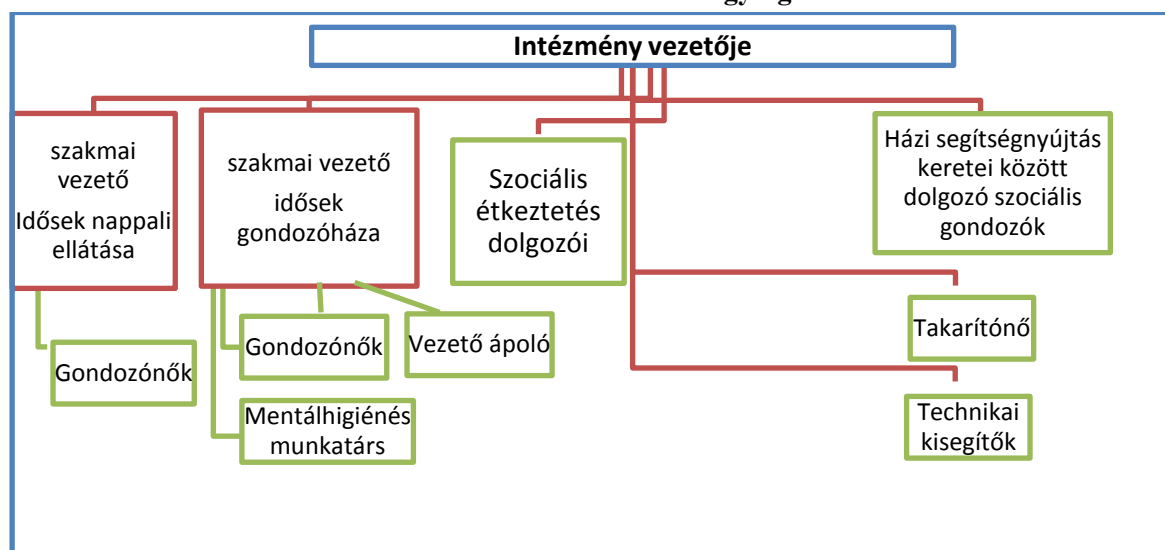 Intézmény vezetője
szakmai
vezető
Idősek nappali
ellátása
szakmai vezető
idősek
gondozóháza
Szociális
étkeztetés
dolgozói
Házi segítségnyújtás
keretei között
dolgozó szociális
gondozók
Gondozónők
Gondozónők
Vezető ápoló
Mentálhigiénés
munkatárs
Takarítónő
Technikai
kisegítők